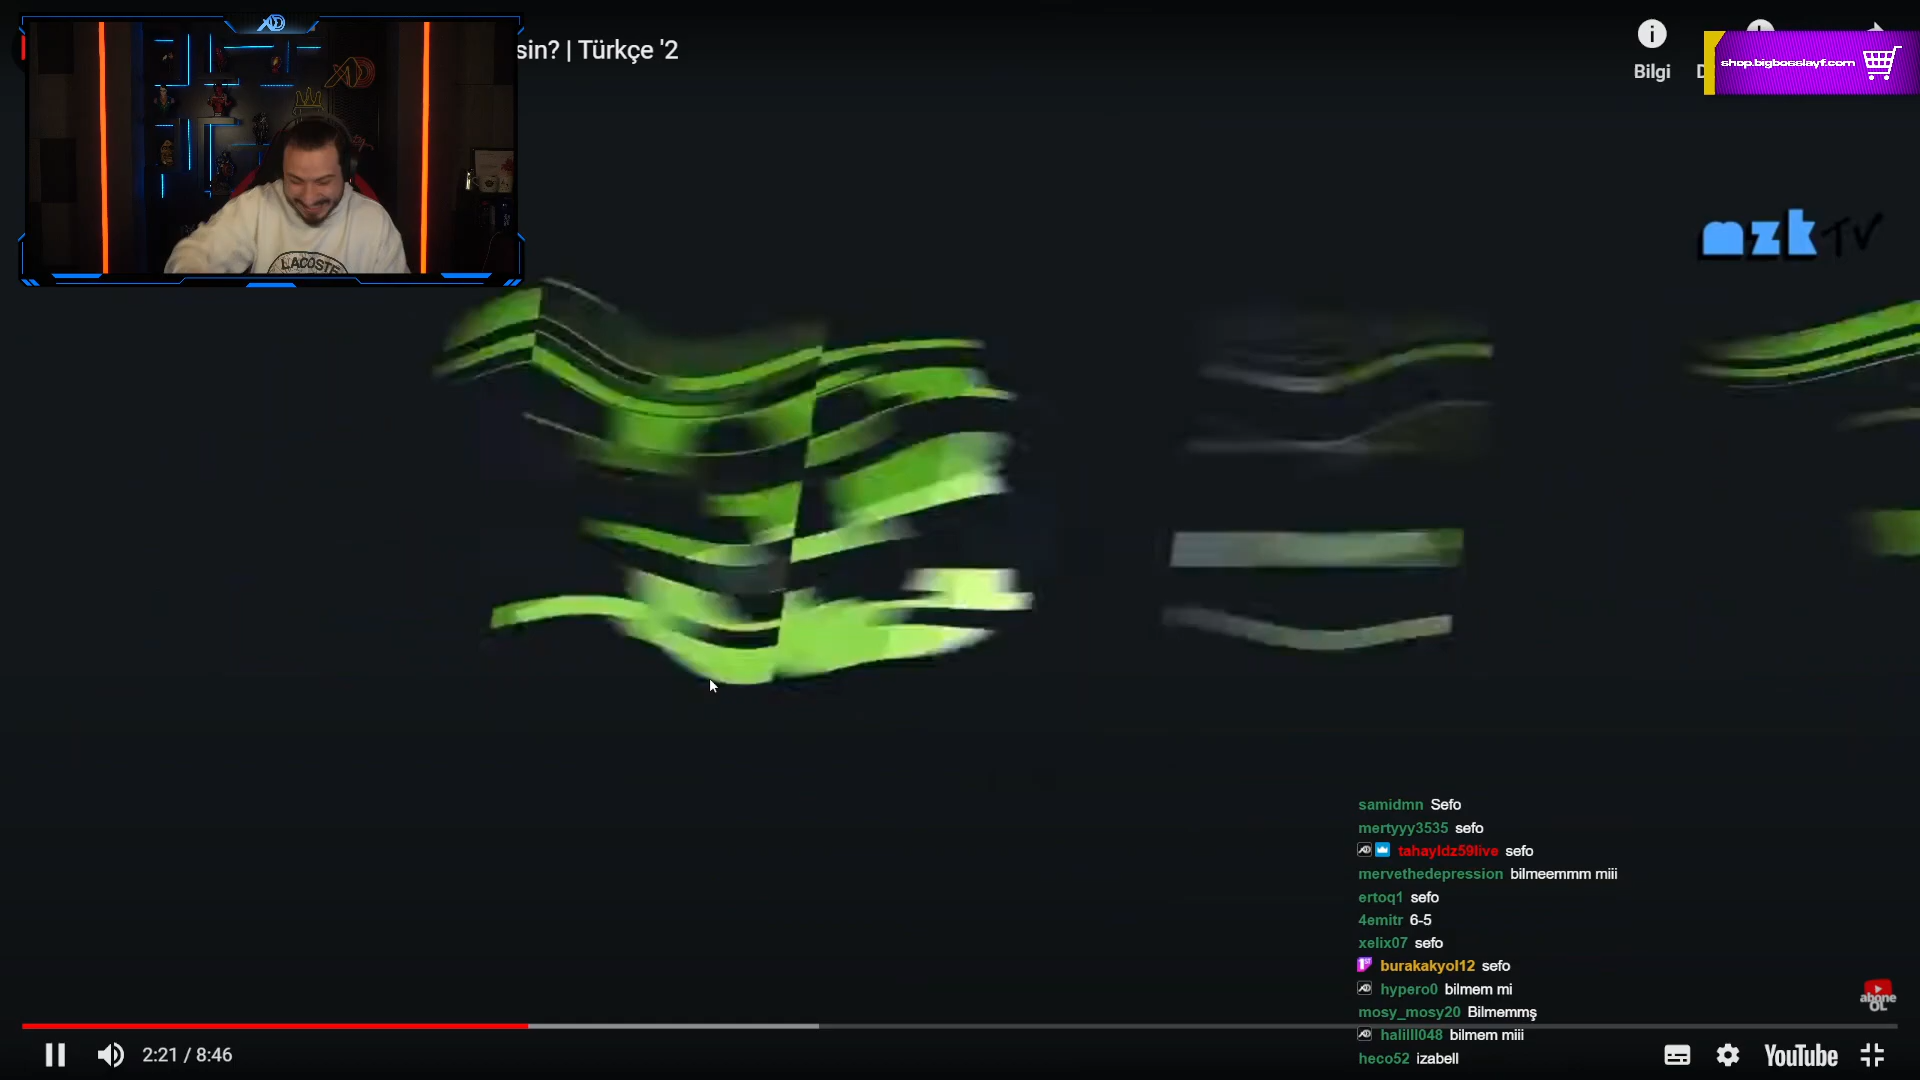 sin? | Türkçe '2
Bilgi
shop.bigbosslayf.com
LACOSTE
mzk TV
samidmn Sefo
mertyyy3535 sefo
tahayldz59live sefo
mervethedepression bilmeemmm miii
ertoq1 sefo
4emitr 6-5
xelix07 sefo
burakakyol12 sefo
hypero0 bilmem mi
mosy_mosy20 Bilmemmş
halilll048 bilmem miii
heco52 izabell
abone
OL
2:21 / 8:46
YouTube